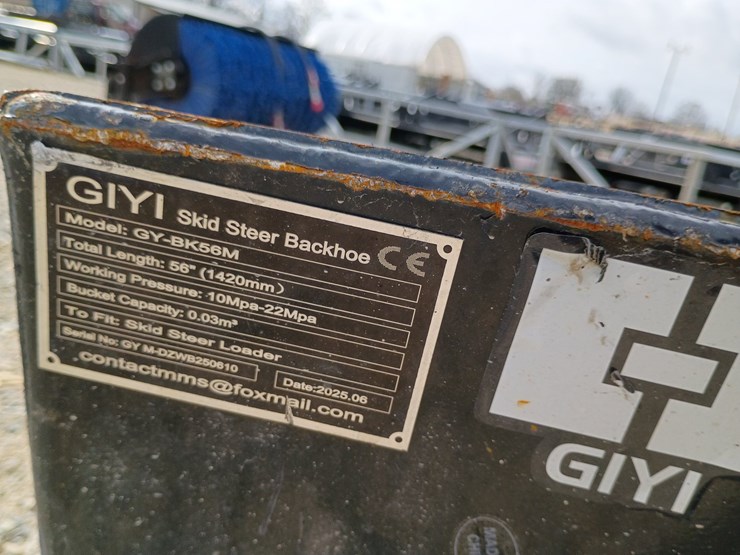 GIYI Skid Steer Backhoe CE
Model: GY-BK56M
Total Length: 56" (1420mm)
Working Pressure: 10Mpa-22Mpa
Bucket Capacity: 0.03m³
To Fit: Skid Steer Loader
Serial No: GY M-DZWB250610 Date:2025.06
contactmms@foxmail.com
GIYI
MADE